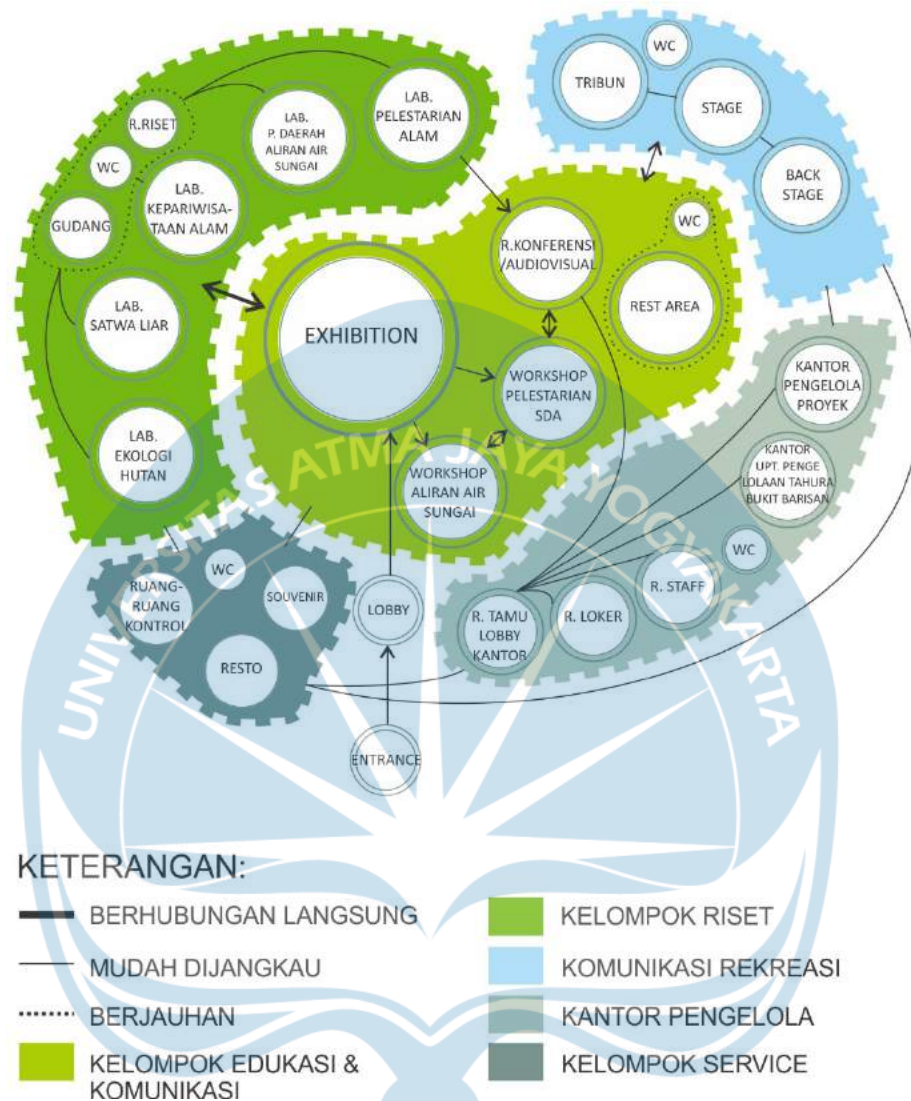 R.RISET
WC
GUDANG
LAB.
KEPARIWISA-
TAAN ALAM
LAB.
P. DAERAH
ALIRAN AIR
SUNGAI
LAB.
PELESTARIAN
ALAM
LAB.
SATWA LIAR
LAB.
EKOLOGI
HUTAN
TRIBUN
WC
STAGE
BACK
STAGE
EXHIBITION
R.KONFERENSI
/AUDIOVISUAL
WC
REST AREA
WORKSHOP
PELESTARIAN
SDA
WORKSHOP
ALIRAN AIR
SUNGAI
KANTOR
PENGELOLA
PROYEK
KANTOR
UPT. PENGE
LOLAAN TAHURA
BUKIT BARISAN
WC
R. STAFF
R. LOKER
R. TAMU
LOBBY
KANTOR
RUANG-
RUANG
KONTROL
WC
SOUVENIR
RESTO
LOBBY
ENTRANCE
UNIVERSITAS ATMA JAYA YOGYAKARTA
KETERANGAN:
BERHUBUNGAN LANGSUNG
MUDAH DIJANGKAU
BERJAUHAN
KELOMPOK EDUKASI &
KOMUNIKASI
KELOMPOK RISET
KOMUNIKASI REKREASI
KANTOR PENGELOLA
KELOMPOK SERVICE